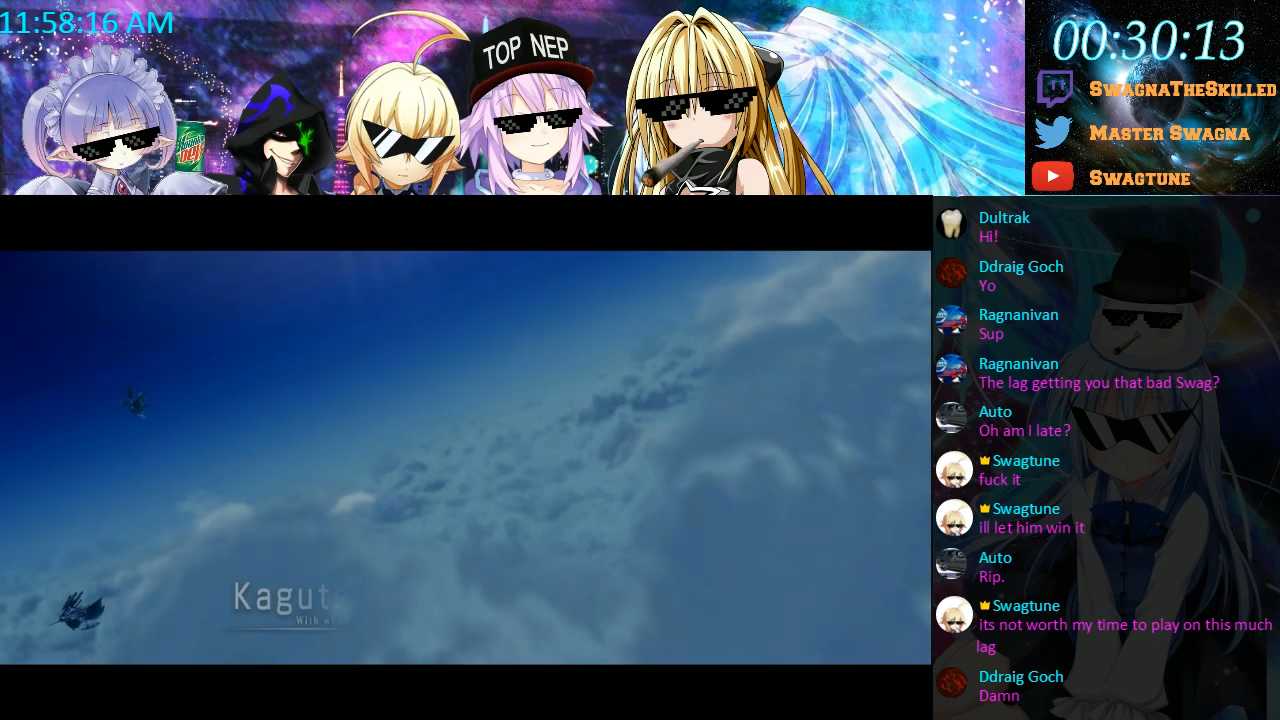 11:58:16 AM
TOP NEP
00:30:13
SwagnaTheSkilled
Master Swagna
Swagtune
Dultrak
Hi!
Ddraig Goch
Yo
Ragnanivan
Sup
Ragnanivan
The lag getting you that bad Swag?
Auto
Oh am I late?
Swagtune
fuck it
Swagtune
ill let him win it
Auto
Rip.
Swagtune
its not worth my time to play on this much
lag
Ddraig Goch
Damn
Kaguts
With w